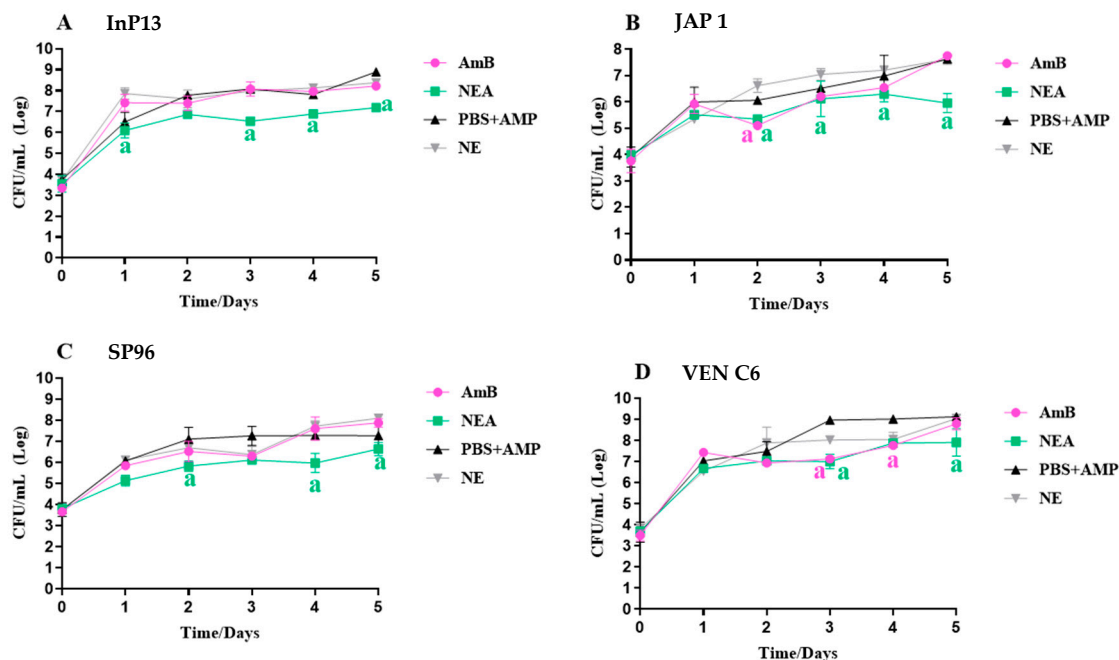 A InP13
CFU/mL (Log)
10
9
8
7
6
5
4
3
2
1
0
0 1 2 3 4 5
Time/Days
a a a a
AmB
NEA
PBS+AMP
NE
B JAP 1
CFU/mL (Log)
8
7
6
5
4
3
2
1
0
0 1 2 3 4 5
Time/Days
a a a a a
AmB
NEA
PBS+AMP
NE
C SP96
CFU/mL (Log)
10
9
8
7
6
5
4
3
2
1
0
0 1 2 3 4 5
Time/Days
a a a
AmB
NEA
PBS+AMP
NE
D VEN C6
CFU/mL (Log)
10
9
8
7
6
5
4
3
2
1
0
0 1 2 3 4 5
Time/Days
a a a a
AmB
NEA
PBS+AMP
NE